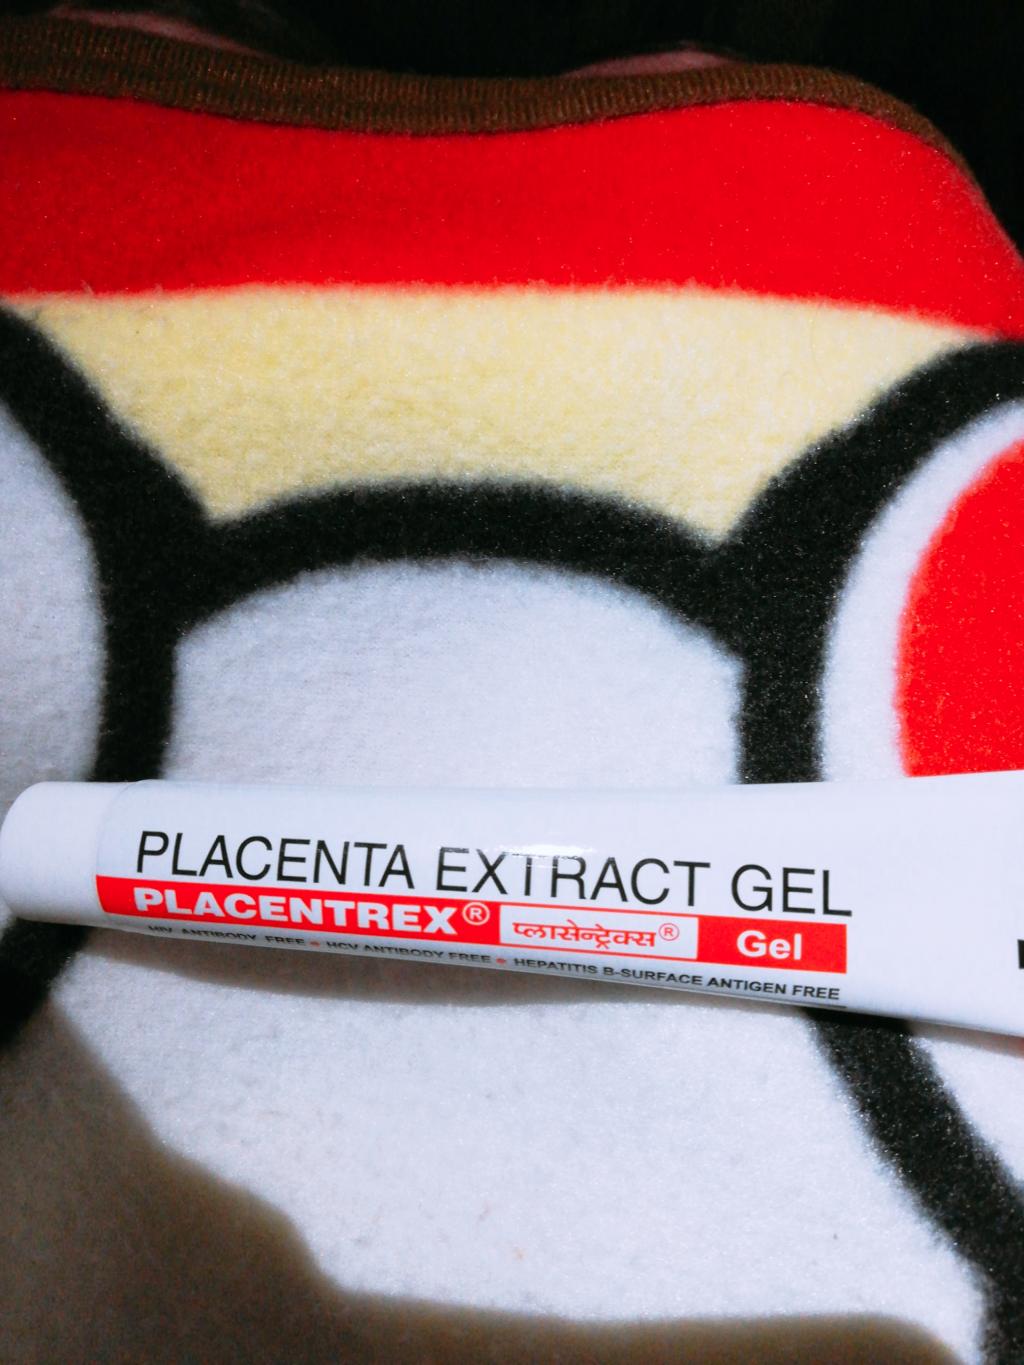 PLACENTA EXTRACT GEL
PLACENTREX® प्लासेन्ट्रेक्स® Gel
HIV ANTIBODY FREE • HCV ANTIBODY FREE • HEPATITIS B-SURFACE ANTIGEN FREE